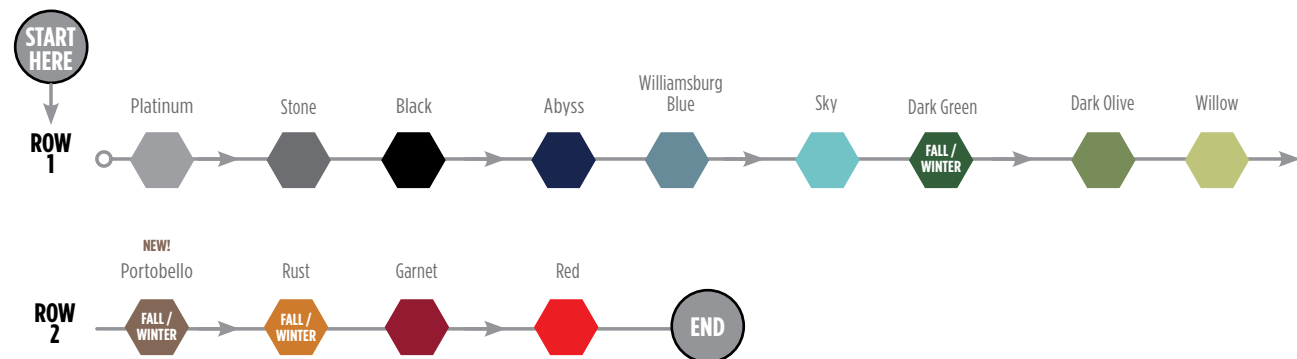 START
HERE
Platinum
Stone
Black
Abyss
Williamsburg
Blue
Sky
Dark Green
Dark Olive
Willow
ROW
1
FALL /
WINTER
NEW!
Portobello
Rust
Garnet
Red
ROW
2
FALL /
WINTER
FALL /
WINTER
END